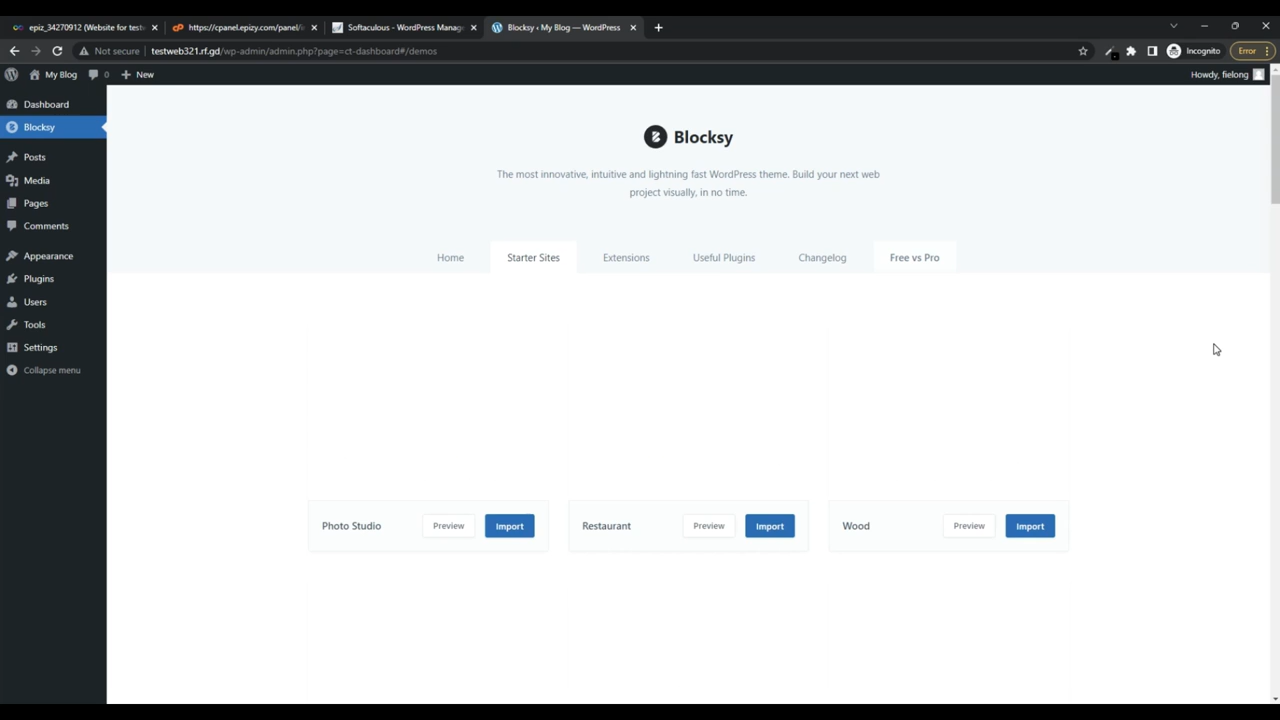 epiz_34270912 (Website for test
https://cpanel.epizy.com/panel/i
Softaculous - WordPress Manage
Blocksy ‹ My Blog — WordPress
Not secure
testweb321.rf.gd/wp-admin/admin.php?page=ct-dashboard#/demos
Incognito
Error
My Blog
0
New
Howdy, fielong
Dashboard
Blocksy
Posts
Media
Pages
Comments
Appearance
Plugins
Users
Tools
Settings
Collapse menu
Blocksy
The most innovative, intuitive and lightning fast WordPress theme. Build your next web
project visually, in no time.
Home
Starter Sites
Extensions
Useful Plugins
Changelog
Free vs Pro
Photo Studio
Preview
Import
Restaurant
Preview
Import
Wood
Preview
Import